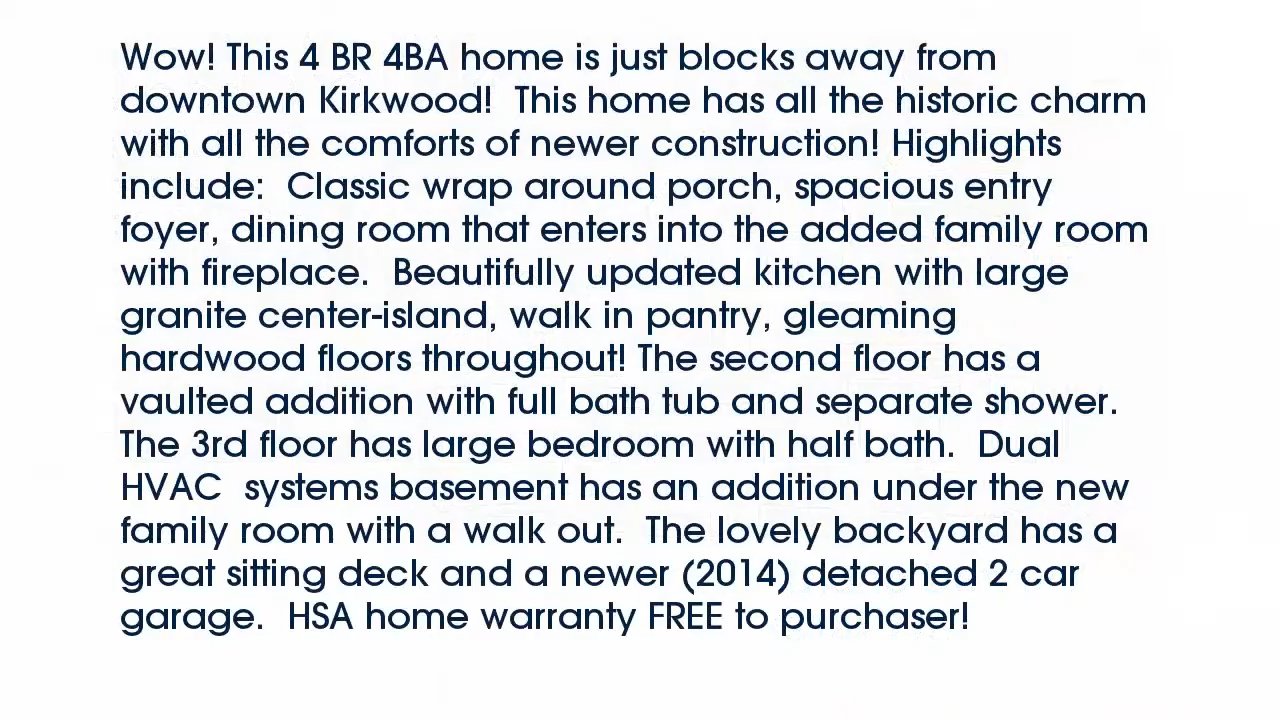 Wow! This 4 BR 4BA home is just blocks away from
downtown Kirkwood!  This home has all the historic charm
with all the comforts of newer construction! Highlights
include:  Classic wrap around porch, spacious entry
foyer, dining room that enters into the added family room
with fireplace.  Beautifully updated kitchen with large
granite center-island, walk in pantry, gleaming
hardwood floors throughout! The second floor has a
vaulted addition with full bath tub and separate shower.
The 3rd floor has large bedroom with half bath.  Dual
HVAC  systems basement has an addition under the new
family room with a walk out.  The lovely backyard has a
great sitting deck and a newer (2014) detached 2 car
garage.  HSA home warranty FREE to purchaser!